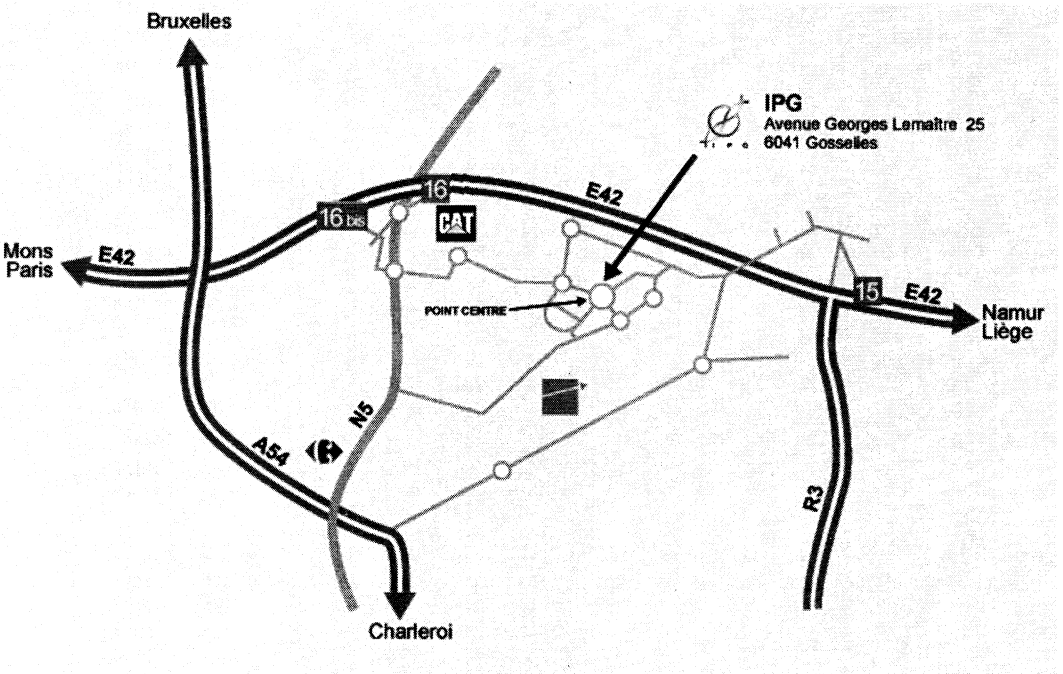 Bruxelles
IPG
Avenue Georges Lemaître 25
6041 Gosselies
16
E42
16 bis
CAT
Mons
Paris
E42
15
E42
POINT CENTRE
Namur
Liège
N5
A54
R3
Charleroi